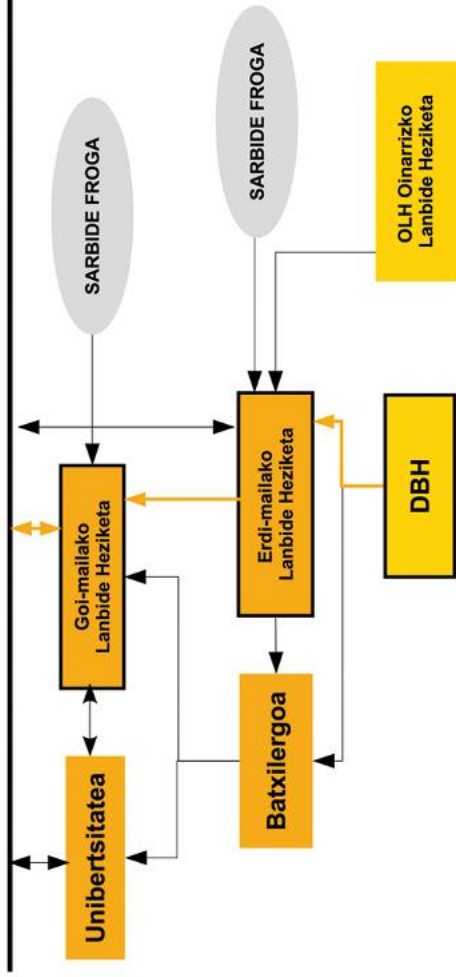 Unibertsitatea
Goi-mailako
Lanbide Heziketa
SARBIDE FROGA
Batxilergoa
Erdi-mailako
Lanbide Heziketa
SARBIDE FROGA
DBH
OLH Oinarrizko
Lanbide Heziketa